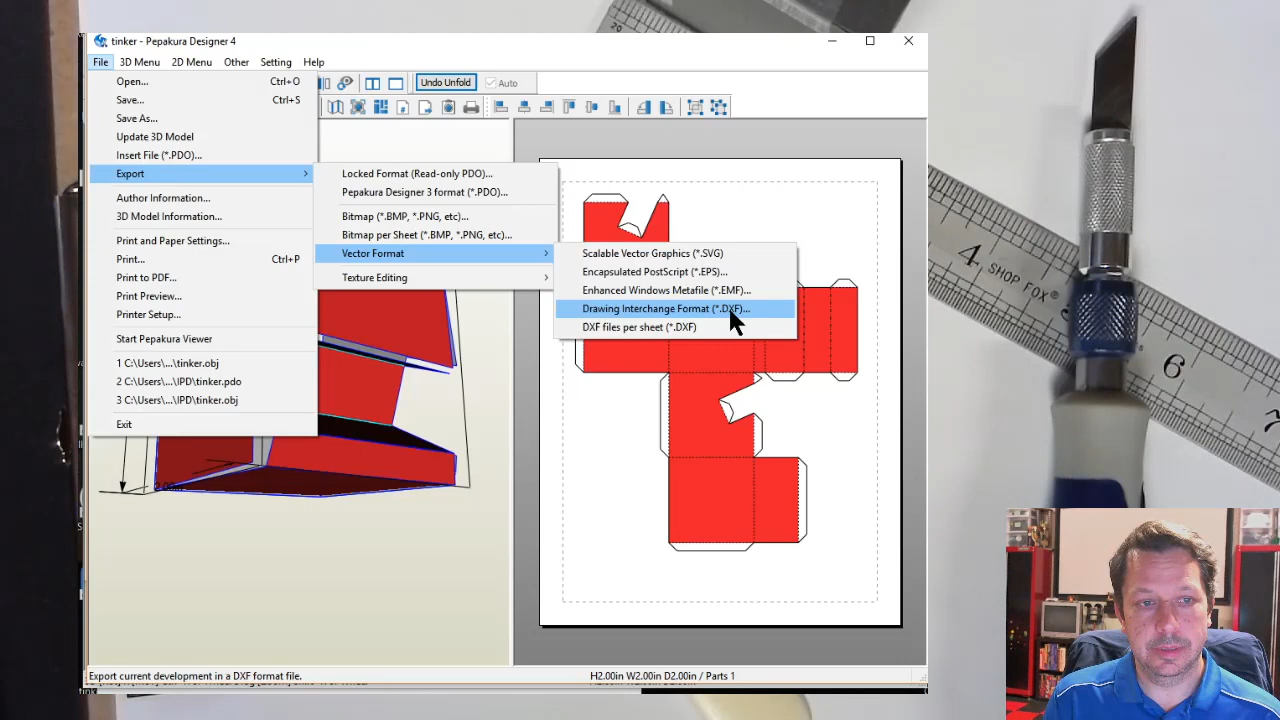 tinker - Pepakura Designer 4
File 3D Menu 2D Menu Other Setting Help
Undo Unfold
Auto
Open... Ctrl+O
Save... Ctrl+S
Save As...
Update 3D Model
Insert File (*.PDO)...
Export
Author Information...
3D Model Information...
Print and Paper Settings...
Print... Ctrl+P
Print to PDF...
Print Preview...
Printer Setup...
Start Pepakura Viewer
1 C:\Users\...\tinker.obj
2 C:\Users\...\IPD\tinker.pdo
3 C:\Users\...\IPD\tinker.obj
Exit
Locked Format (Read-only PDO)...
Pepakura Designer 3 format (*.PDO)...
Bitmap (*.BMP, *.PNG, etc)...
Bitmap per Sheet (*.BMP, *.PNG, etc)...
Vector Format
Texture Editing
Scalable Vector Graphics (*.SVG)
Encapsulated PostScript (*.EPS)...
Enhanced Windows Metafile (*.EMF)...
Drawing Interchange Format (*.DXF)...
DXF files per sheet (*.DXF)
Export current development in a DXF format file.
H2.00in W2.00in D2.00in / Parts 1
20
4
SHOP FOX
6